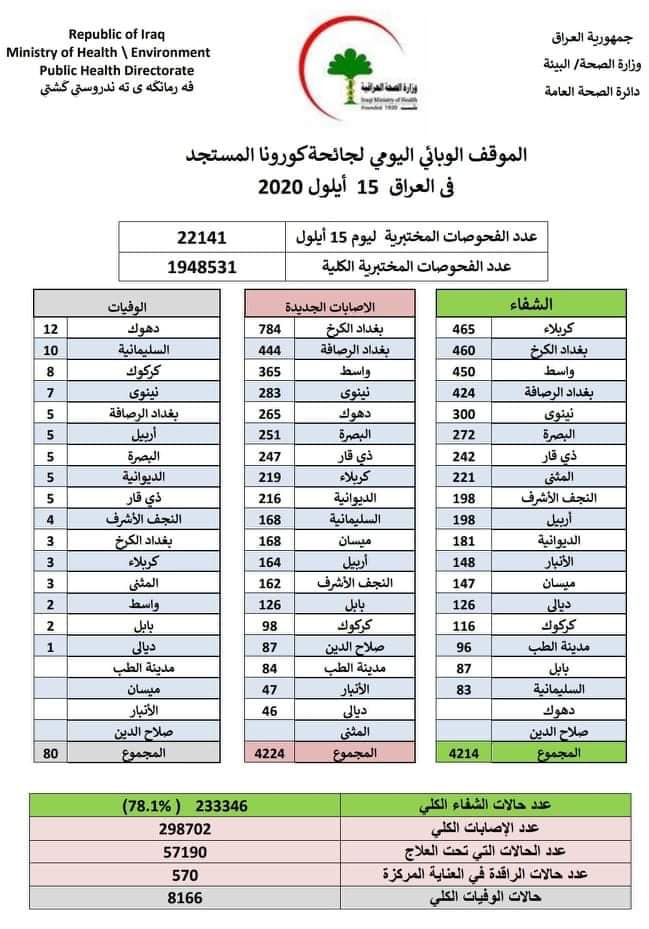 Republic of Iraq
Ministry of Health \ Environment
Public Health Directorate
فه رمانگه ى ته ندروستي گشتى
وزارة الصحة العراقية
Iraqi Ministry of Health
Founded 1920
جمهورية العراق
وزارة الصحة/ البيئة
دائرة الصحة العامة
الموقف الوبائي اليومي لجائحة كورونا المستجد
فى العراق 15 أيلول 2020
عدد الفحوصات المختبرية ليوم 15 أيلول 22141
عدد الفحوصات المختبرية الكلية 1948531
الشفاء
كربلاء 465
بغداد الكرخ 460
واسط 450
بغداد الرصافة 424
نينوى 300
البصرة 272
ذي قار 242
المثنى 221
النجف الأشرف 198
أربيل 198
الديوانية 181
الأنبار 148
ميسان 147
ديالى 126
كركوك 116
مدينة الطب 96
بابل 87
السليمانية 83
دهوك
صلاح الدين
المجموع 4214
الاصابات الجديدة
بغداد الكرخ 784
بغداد الرصافة 444
واسط 365
نينوى 283
دهوك 265
البصرة 251
ذي قار 247
كربلاء 219
الديوانية 216
السليمانية 168
ميسان 168
أربيل 164
النجف الأشرف 162
بابل 126
كركوك 98
صلاح الدين 87
مدينة الطب 84
الأنبار 47
ديالى 46
المثنى
المجموع 4224
الوفيات
دهوك 12
السليمانية 10
كركوك 8
نينوى 7
بغداد الرصافة 5
أربيل 5
البصرة 5
الديوانية 5
ذي قار 5
النجف الأشرف 4
بغداد الكرخ 3
كربلاء 3
المثنى 3
واسط 2
بابل 2
ديالى 1
مدينة الطب
ميسان
الأنبار
صلاح الدين
المجموع 80
عدد حالات الشفاء الكلي 233346 (78.1%)
عدد الإصابات الكلي 298702
عدد الحالات التي تحت العلاج 57190
عدد حالات الراقدة في العناية المركزة 570
حالات الوفيات الكلي 8166